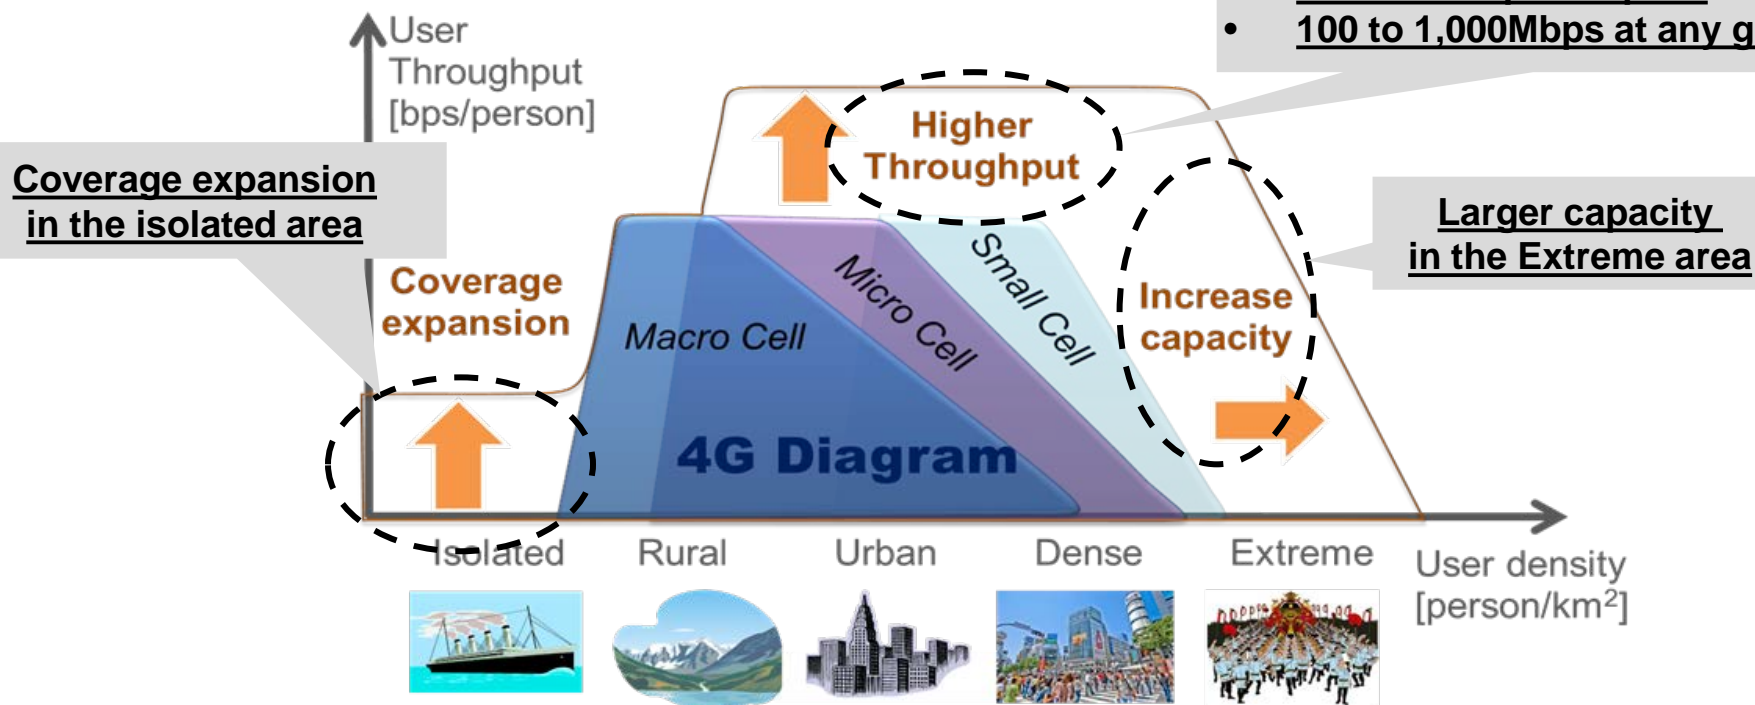 User
Throughput
[bps/person]
• 100 to 1,000Mbps at any
Higher
Throughput
Coverage expansion
in the isolated area
Larger capacity
in the Extreme area
Coverage
expansion
Increase
capacity
Macro Cell
Micro Cell
Small Cell
4G Diagram
Isolated
Rural
Urban
Dense
Extreme
User density
[person/km²]